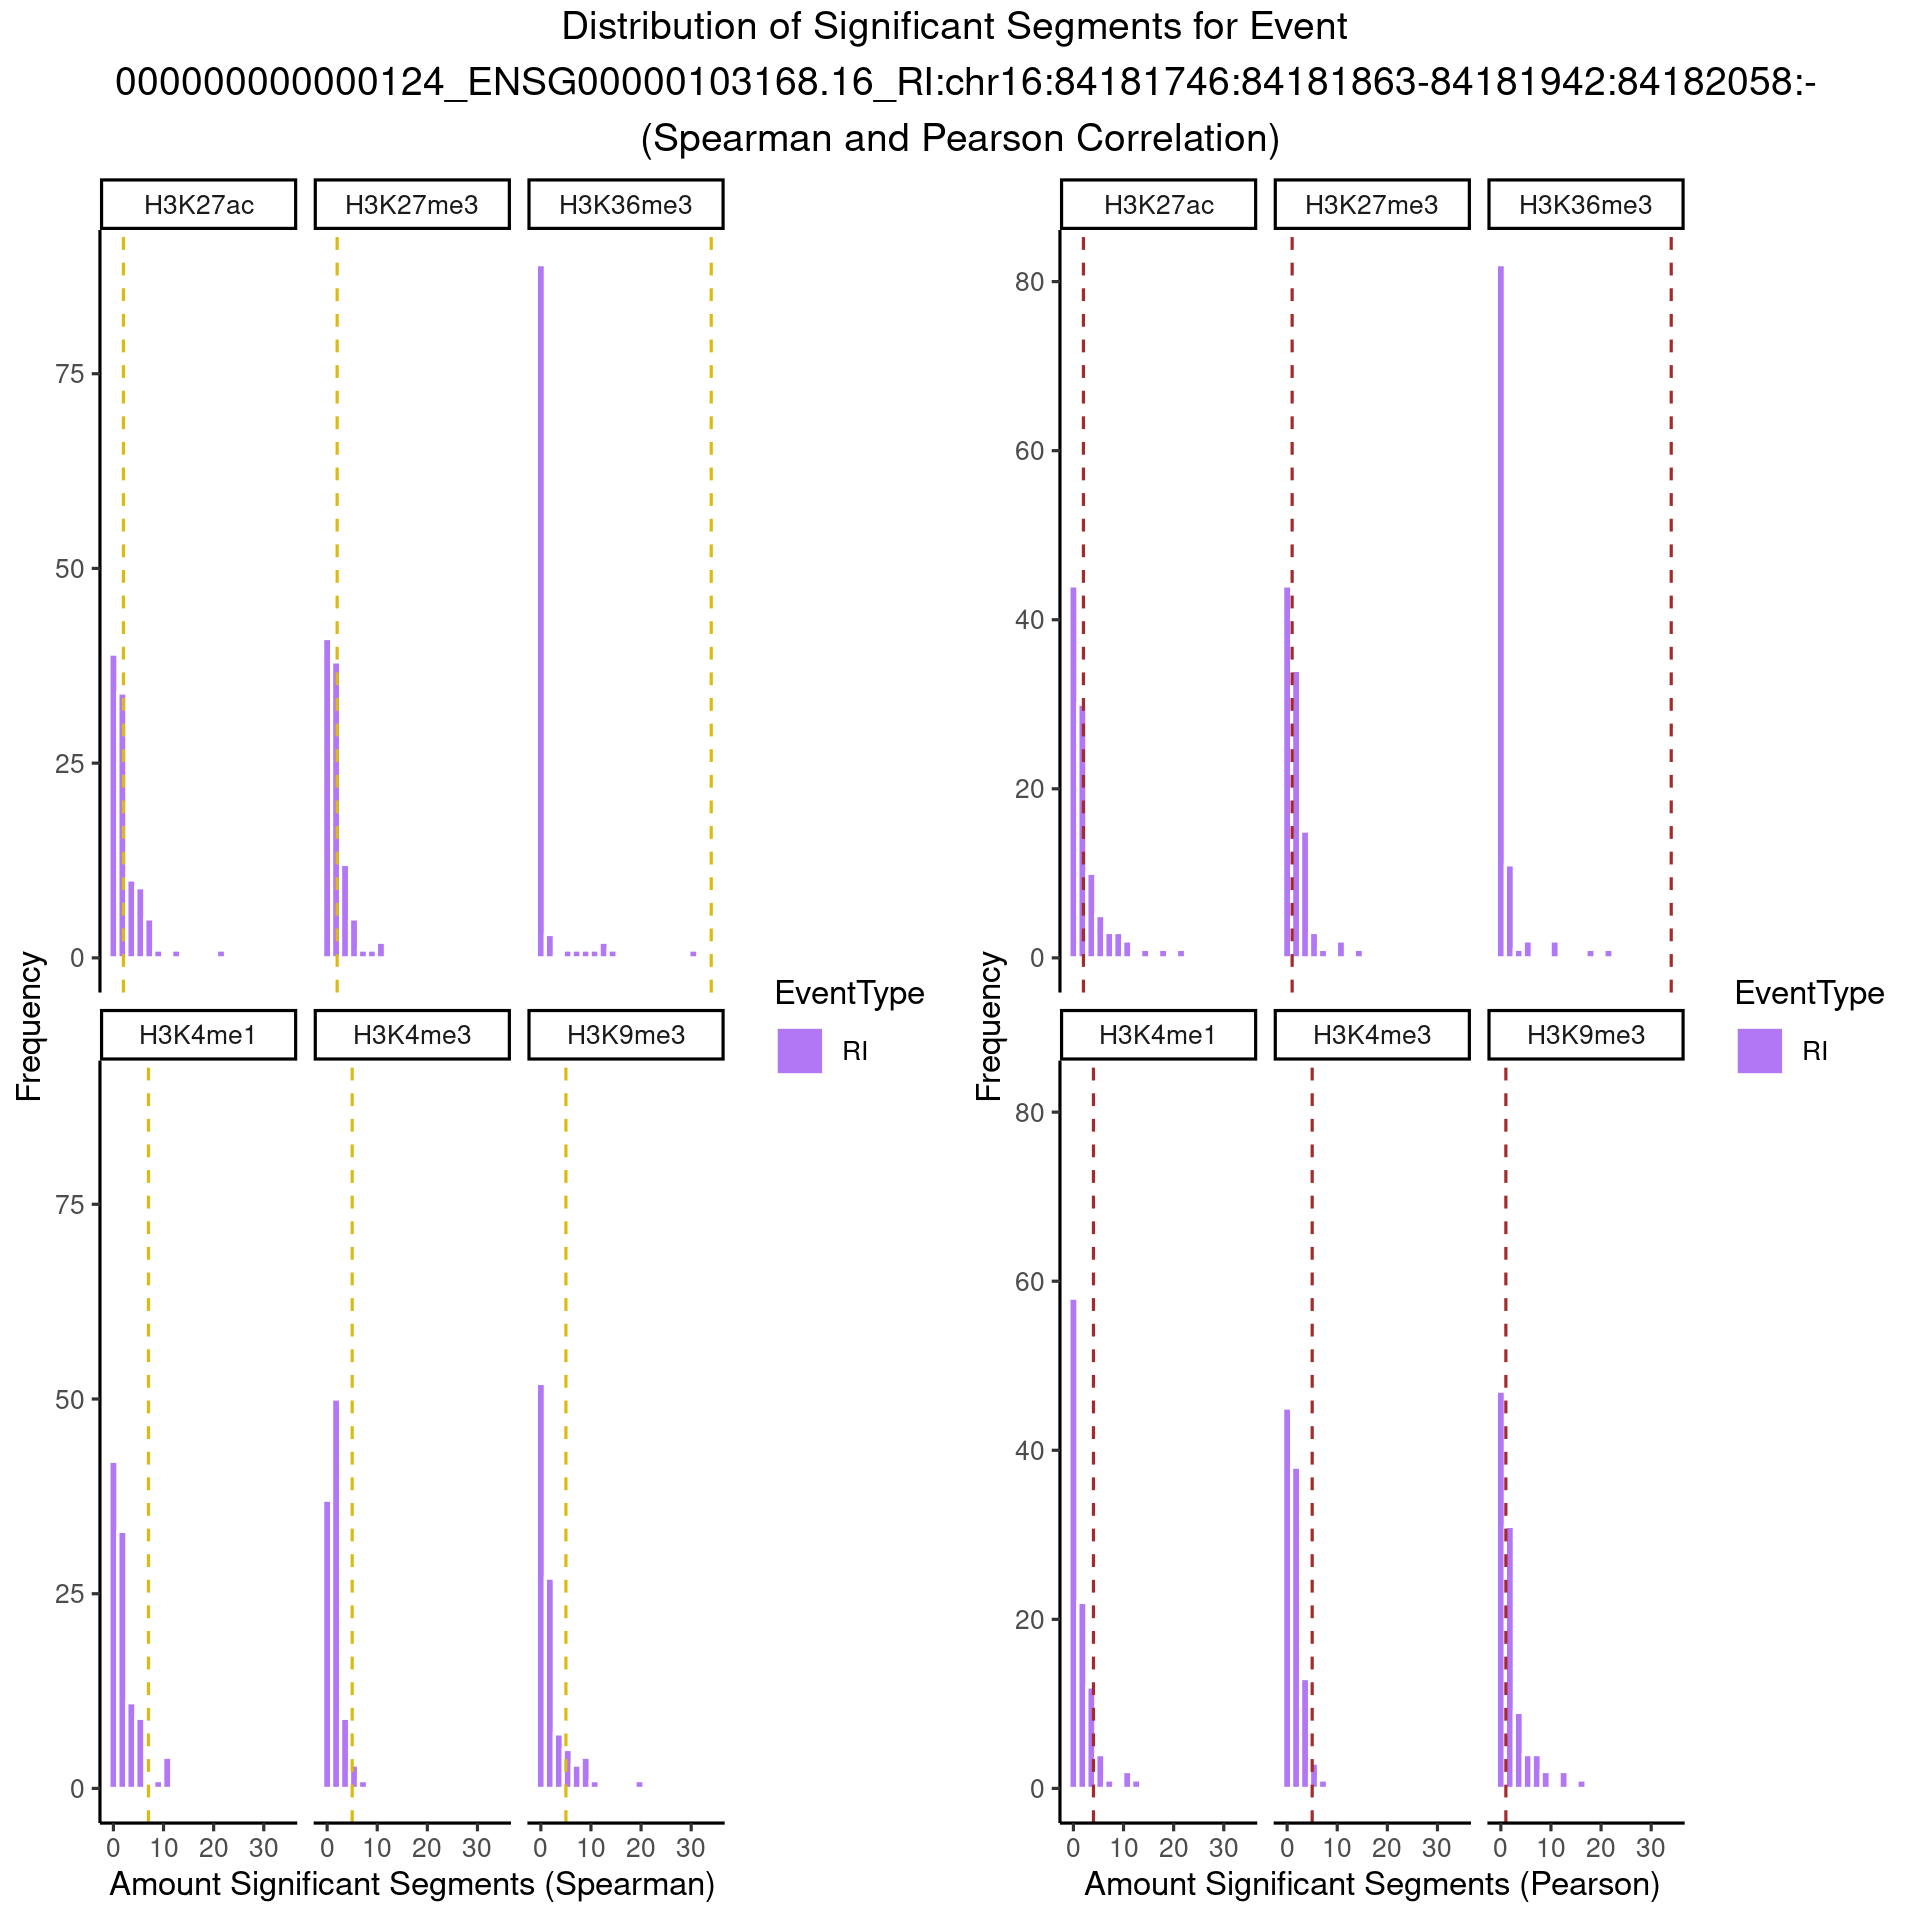 Distribution of Significant Segments for Event
000000000000124_ENSG00000103168.16_RI:chr16:84181746:84181863-84181942:84182058:-
(Spearman and Pearson Correlation)
H3K27ac H3K27me3 H3K36me3
75
50
25
0
H3K4me1 H3K4me3 H3K9me3
75
50
25
0
0 10 20 30 0 10 20 30 0 10 20 30
Frequency
Amount Significant Segments (Spearman)
EventType
RI
H3K27ac H3K27me3 H3K36me3
80
60
40
20
0
H3K4me1 H3K4me3 H3K9me3
80
60
40
20
0
0 10 20 30 0 10 20 30 0 10 20 30
Frequency
Amount Significant Segments (Pearson)
EventType
RI